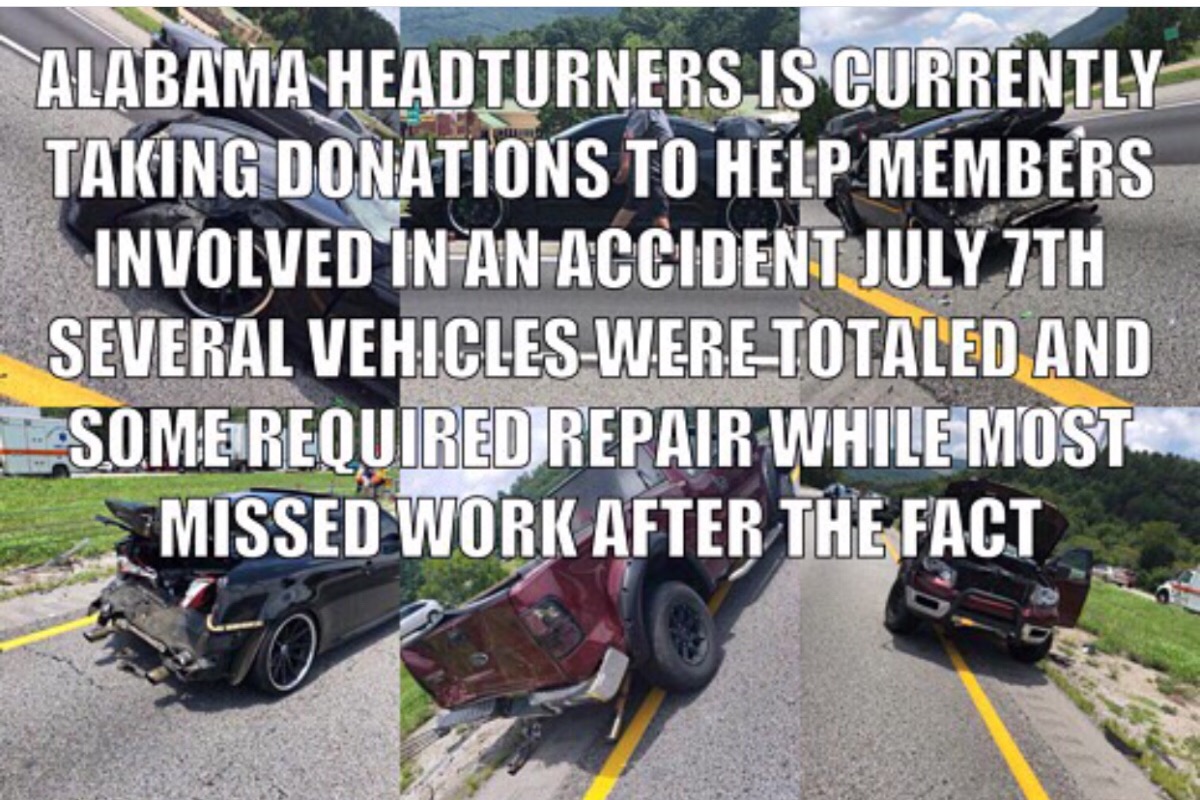 ALABAMA HEADTURNERS IS CURRENTLY
TAKING DONATIONS TO HELP MEMBERS
INVOLVED IN AN ACCIDENT JULY 7TH
SEVERAL VEHICLES WERE TOTALED AND
SOME REQUIRED REPAIR WHILE MOST
MISSED WORK AFTER THE FACT